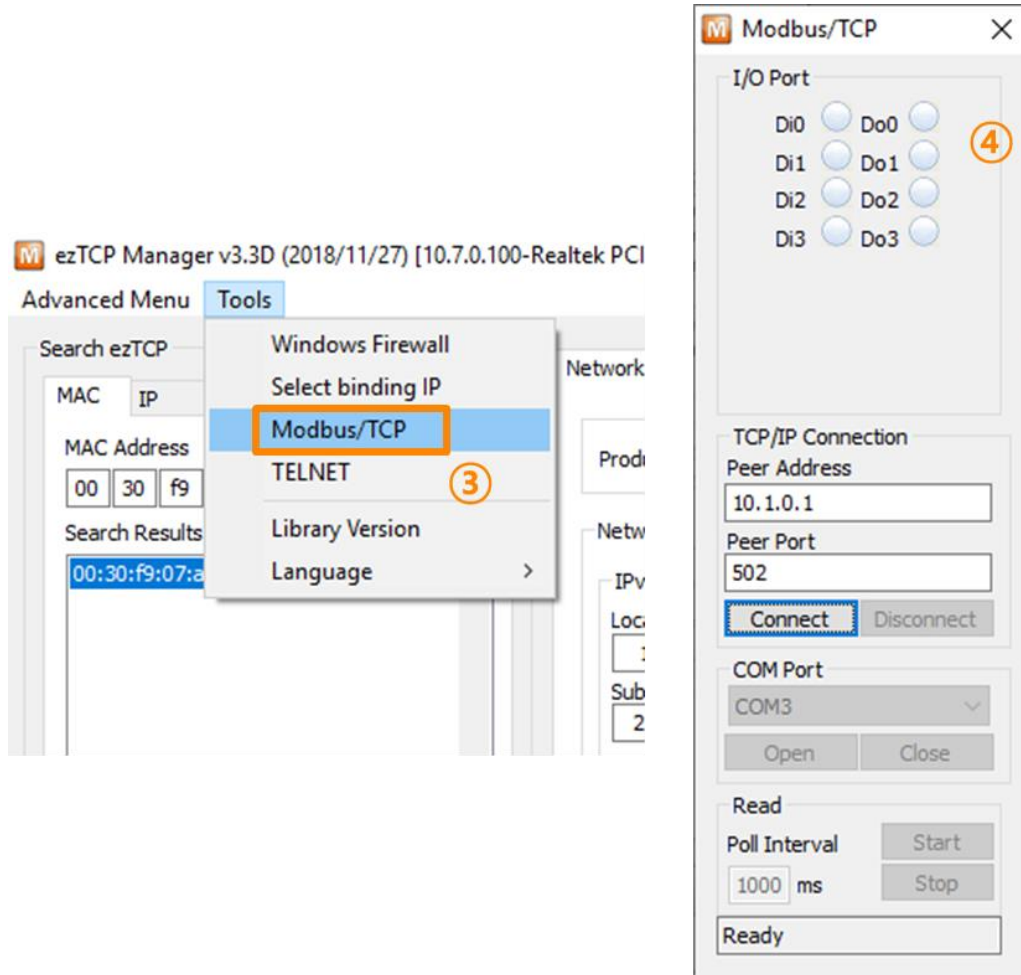 ezTCP Manager v3.3D (2018/11/27) [10.7.0.100-Realtek PCI
Advanced Menu Tools
Search ezTCP
MAC IP
MAC Address
00 30 f9
Search Results
00:30:f9:07:a
Windows Firewall
Select binding IP
Modbus/TCP
TELNET
③
Library Version
Language >
Network
Produ
Netw
IPv
Loca
1
Sub
2
Modbus/TCP
I/O Port
Di0 Do0
④
Di1 Do1
Di2 Do2
Di3 Do3
TCP/IP Connection
Peer Address
10.1.0.1
Peer Port
502
Connect Disconnect
COM Port
COM3
Open Close
Read
Poll Interval Start
1000 ms Stop
Ready